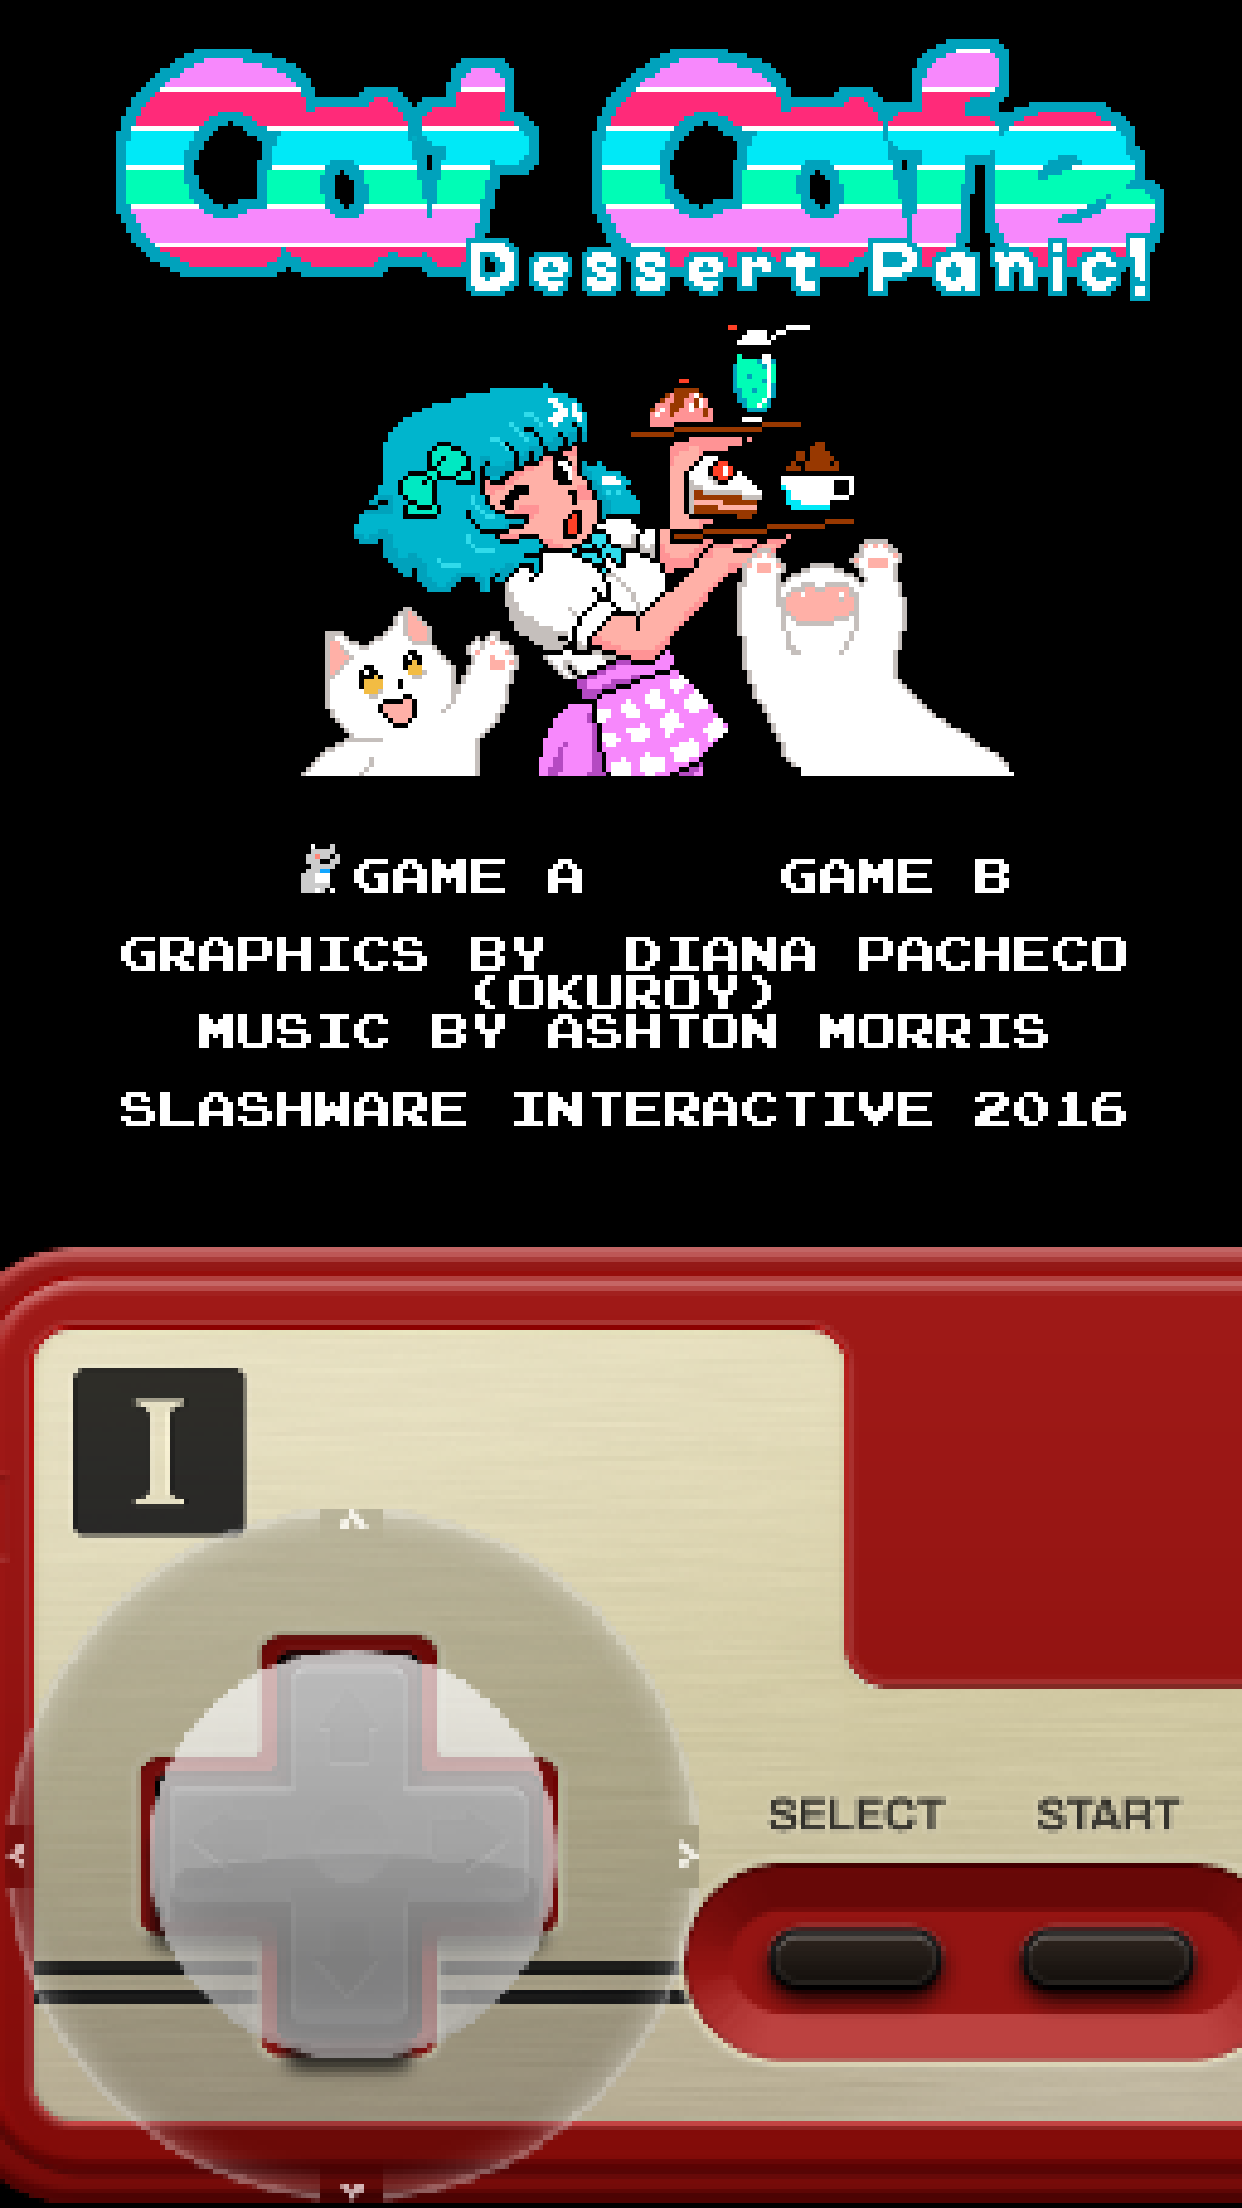 Cat Cafe
Dessert Panic!
GAME A GAME B
GRAPHICS BY DIANA PACHECO
(OKUROY)
MUSIC BY ASHTON MORRIS
SLASHWARE INTERACTIVE 2016
I
SELECT START